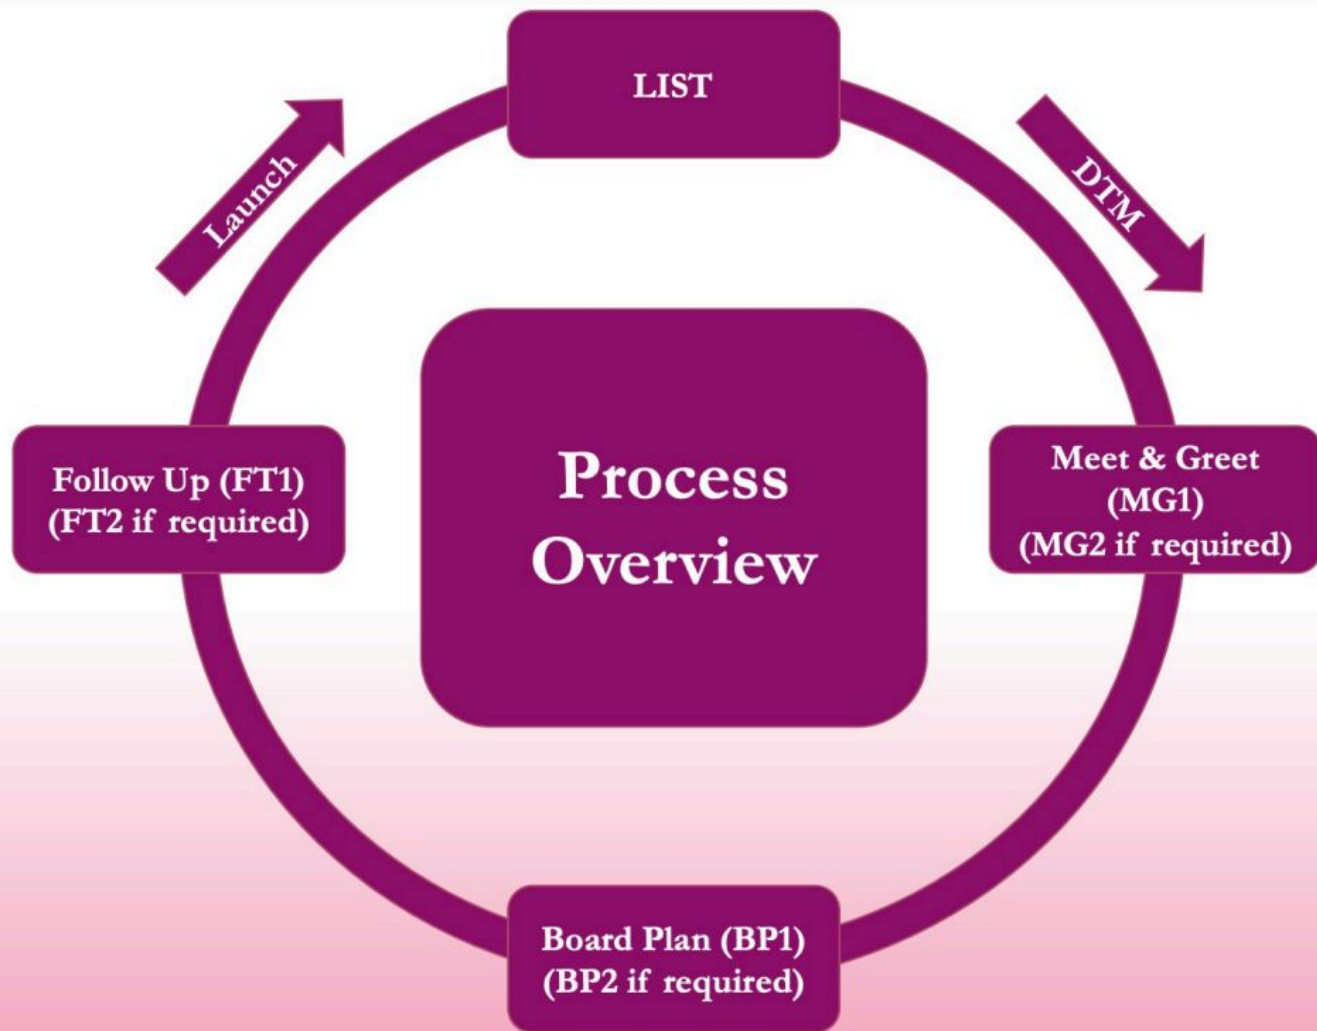 LIST
Launch
DTM
Process
Overview
Follow Up (FT1)
(FT2 if required)
Meet & Greet
(MG1)
(MG2 if required)
Board Plan (BP1)
(BP2 if required)